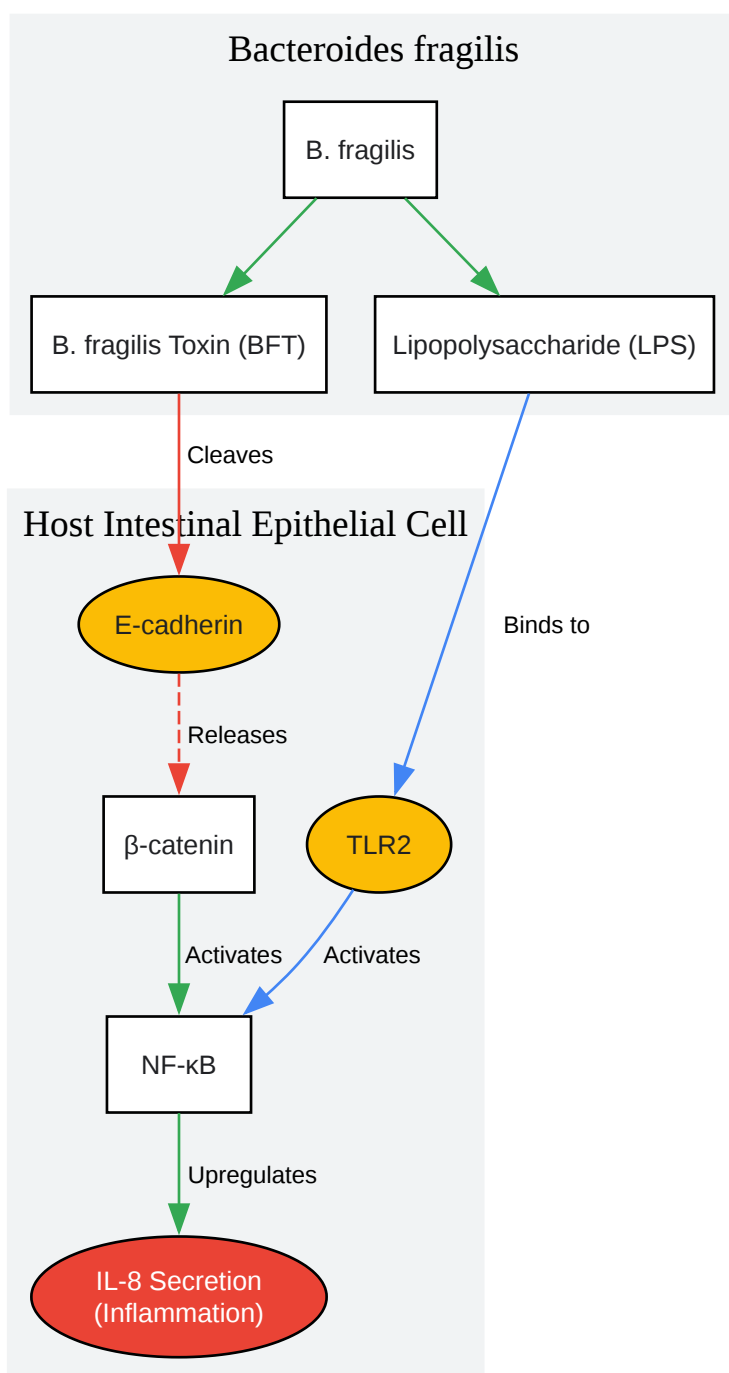 Bacteroides fragilis
B. fragilis
B. fragilis Toxin (BFT)
Lipopolysaccharide (LPS)
Cleaves
Host Intestinal Epithelial Cell
E-cadherin
Binds to
Releases
β-catenin
TLR2
Activates
Activates
NF-κB
Upregulates
IL-8 Secretion
(Inflammation)